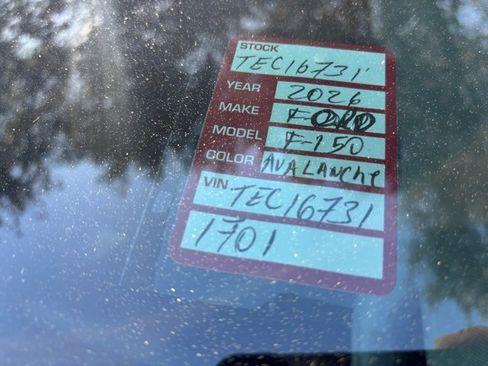 STOCK
TEC16731
YEAR 2026
MAKE FORD
MODEL F-150
COLOR AVALANCHE
VIN TEC16731
1701